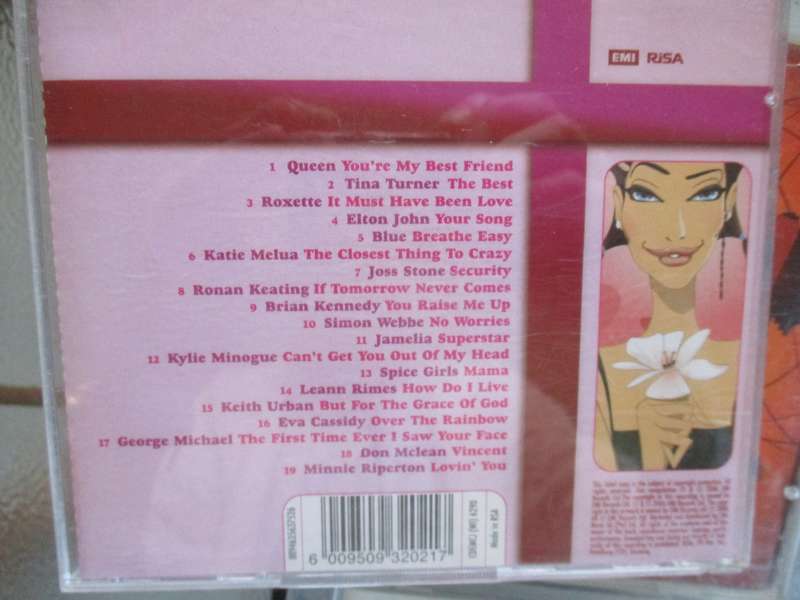 EMI RiSA
1 Queen You're My Best Friend
2 Tina Turner The Best
3 Roxette It Must Have Been Love
4 Elton John Your Song
5 Blue Breathe Easy
6 Katie Melua The Closest Thing To Crazy
7 Joss Stone Security
8 Ronan Keating If Tomorrow Never Comes
9 Brian Kennedy You Raise Me Up
10 Simon Webbe No Worries
11 Jamelia Superstar
12 Kylie Minogue Can't Get You Out Of My Head
13 Spice Girls Mama
14 Leann Rimes How Do I Live
15 Keith Urban But For The Grace Of God
16 Eva Cassidy Over The Rainbow
17 George Michael The First Time Ever I Saw Your Face
18 Don Mclean Vincent
19 Minnie Riperton Lovin' You
6 009509 320217
Made in RSA